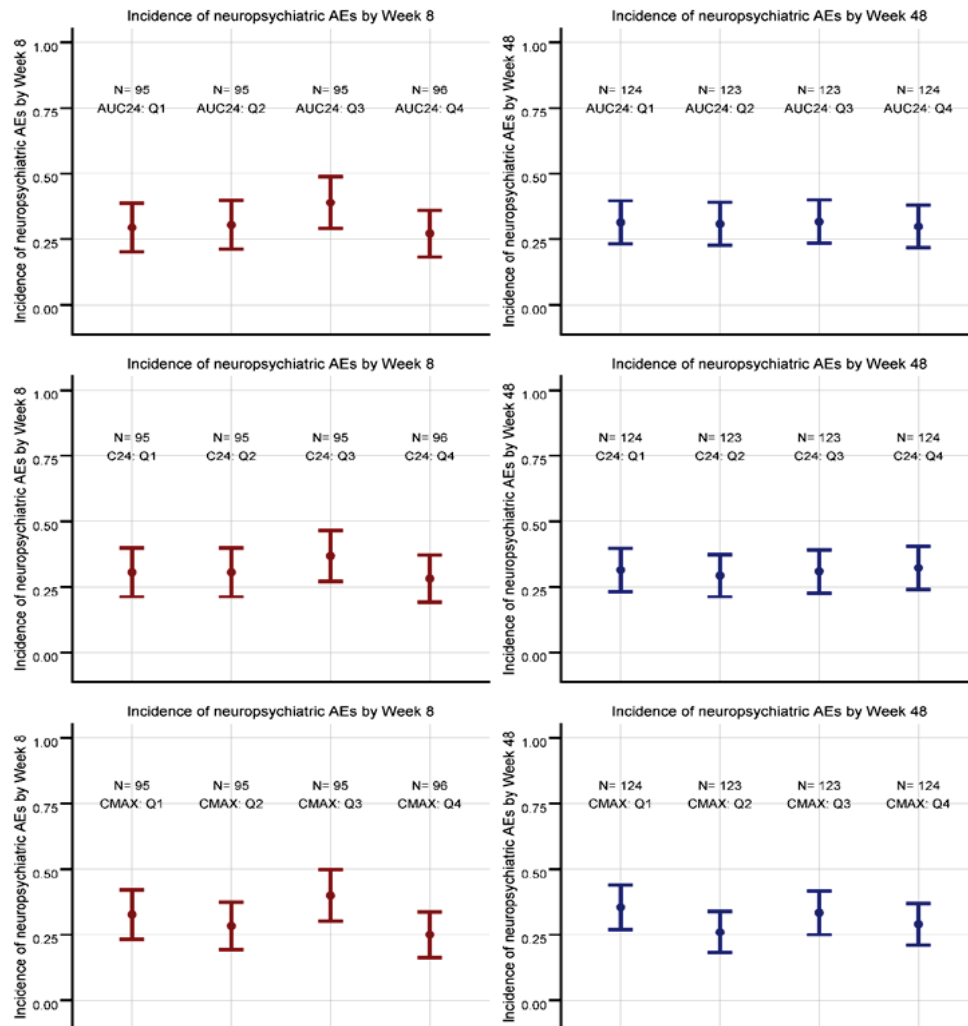 Incidence of neuropsychiatric AEs by Week 8
Incidence of neuropsychiatric AEs by Week 8
1.00
0.75
0.50
0.25
0.00
N= 95 N= 95 N= 95 N= 96
AUC24: Q1 AUC24: Q2 AUC24: Q3 AUC24: Q4
Incidence of neuropsychiatric AEs by Week 48
Incidence of neuropsychiatric AEs by Week 48
1.00
0.75
0.50
0.25
0.00
N= 124 N= 123 N= 123 N= 124
AUC24: Q1 AUC24: Q2 AUC24: Q3 AUC24: Q4
Incidence of neuropsychiatric AEs by Week 8
Incidence of neuropsychiatric AEs by Week 8
1.00
0.75
0.50
0.25
0.00
N= 95 N= 95 N= 95 N= 96
C24: Q1 C24: Q2 C24: Q3 C24: Q4
Incidence of neuropsychiatric AEs by Week 48
Incidence of neuropsychiatric AEs by Week 48
1.00
0.75
0.50
0.25
0.00
N= 124 N= 123 N= 123 N= 124
C24: Q1 C24: Q2 C24: Q3 C24: Q4
Incidence of neuropsychiatric AEs by Week 8
Incidence of neuropsychiatric AEs by Week 8
1.00
0.75
0.50
0.25
0.00
N= 95 N= 95 N= 95 N= 96
CMAX: Q1 CMAX: Q2 CMAX: Q3 CMAX: Q4
Incidence of neuropsychiatric AEs by Week 48
Incidence of neuropsychiatric AEs by Week 48
1.00
0.75
0.50
0.25
0.00
N= 124 N= 123 N= 123 N= 124
CMAX: Q1 CMAX: Q2 CMAX: Q3 CMAX: Q4